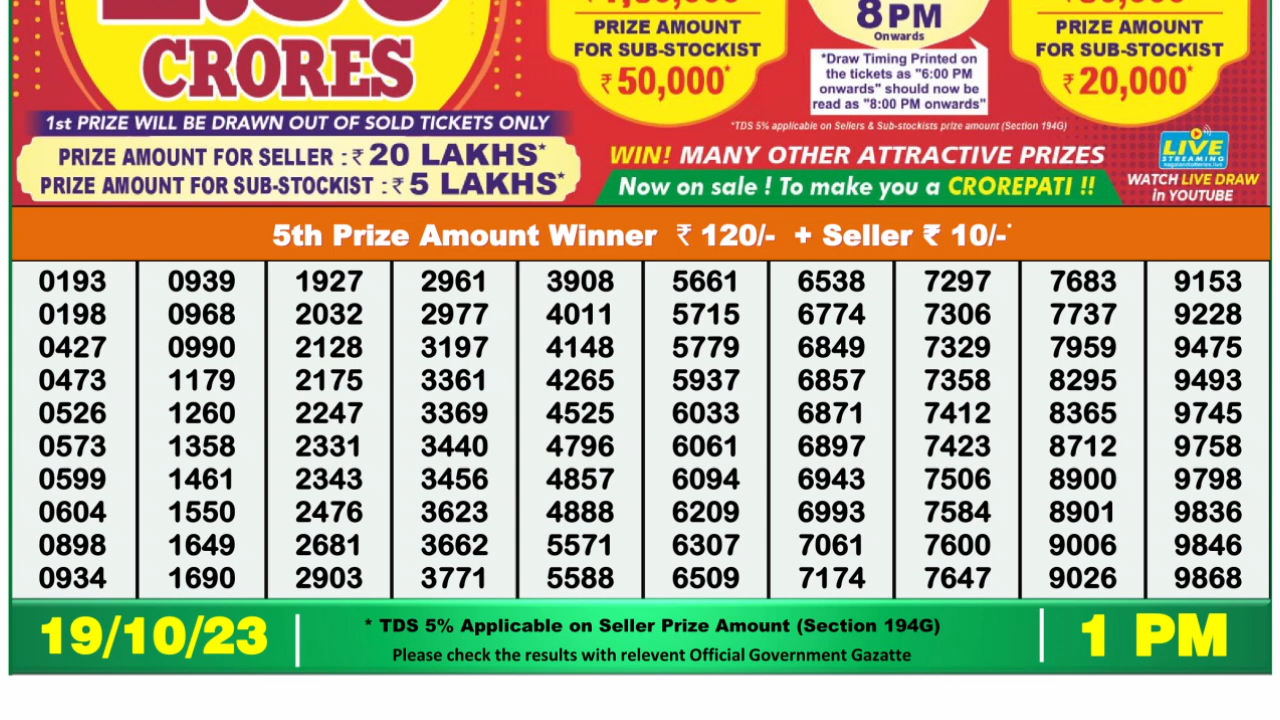 CRORES
1st PRIZE WILL BE DRAWN OUT OF SOLD TICKETS ONLY
PRIZE AMOUNT FOR SELLER : ₹ 20 LAKHS*
PRIZE AMOUNT FOR SUB-STOCKIST : ₹ 5 LAKHS*
PRIZE AMOUNT
FOR SUB-STOCKIST
₹ 50,000*
8 PM
Onwards
*Draw Timing Printed on
the tickets as "6:00 PM
onwards" should now be
read as "8:00 PM onwards"
PRIZE AMOUNT
FOR SUB-STOCKIST
₹ 20,000*
*TDS 5% applicable on Sellers & Sub-stockists prize amount (Section 194G)
WIN! MANY OTHER ATTRACTIVE PRIZES
Now on sale ! To make you a CROREPATI !!
LIVE
STREAMING
WATCH LIVE DRAW
in YOUTUBE
5th Prize Amount Winner ₹ 120/- + Seller ₹ 10/-*
0193 0939 1927 2961 3908 5661 6538 7297 7683 9153
0198 0968 2032 2977 4011 5715 6774 7306 7737 9228
0427 0990 2128 3197 4148 5779 6849 7329 7959 9475
0473 1179 2175 3361 4265 5937 6857 7358 8295 9493
0526 1260 2247 3369 4525 6033 6871 7412 8365 9745
0573 1358 2331 3440 4796 6061 6897 7423 8712 9758
0599 1461 2343 3456 4857 6094 6943 7506 8900 9798
0604 1550 2476 3623 4888 6209 6993 7584 8901 9836
0898 1649 2681 3662 5571 6307 7061 7600 9006 9846
0934 1690 2903 3771 5588 6509 7174 7647 9026 9868
19/10/23
* TDS 5% Applicable on Seller Prize Amount (Section 194G)
Please check the results with relevent Official Government Gazatte
1 PM